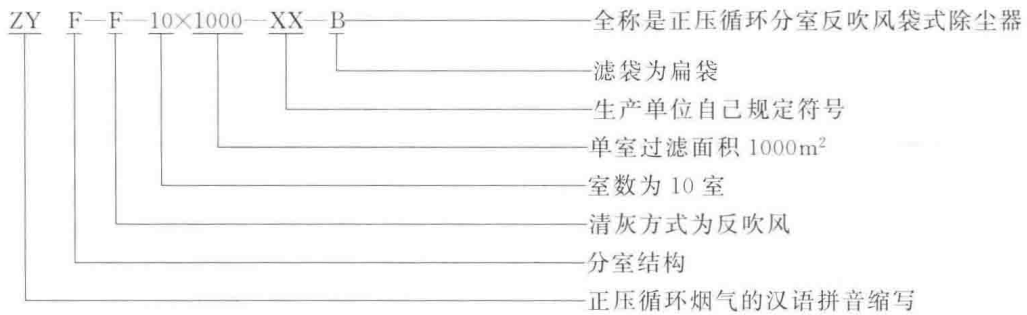 ZY F—F—10×1000—XX—B 全称是正压循环分室反吹风袋式除尘器
滤袋为扁袋
生产单位自己规定符号
单室过滤面积 1000m²
室数为 10 室
清灰方式为反吹风
分室结构
正压循环烟气的汉语拼音缩写